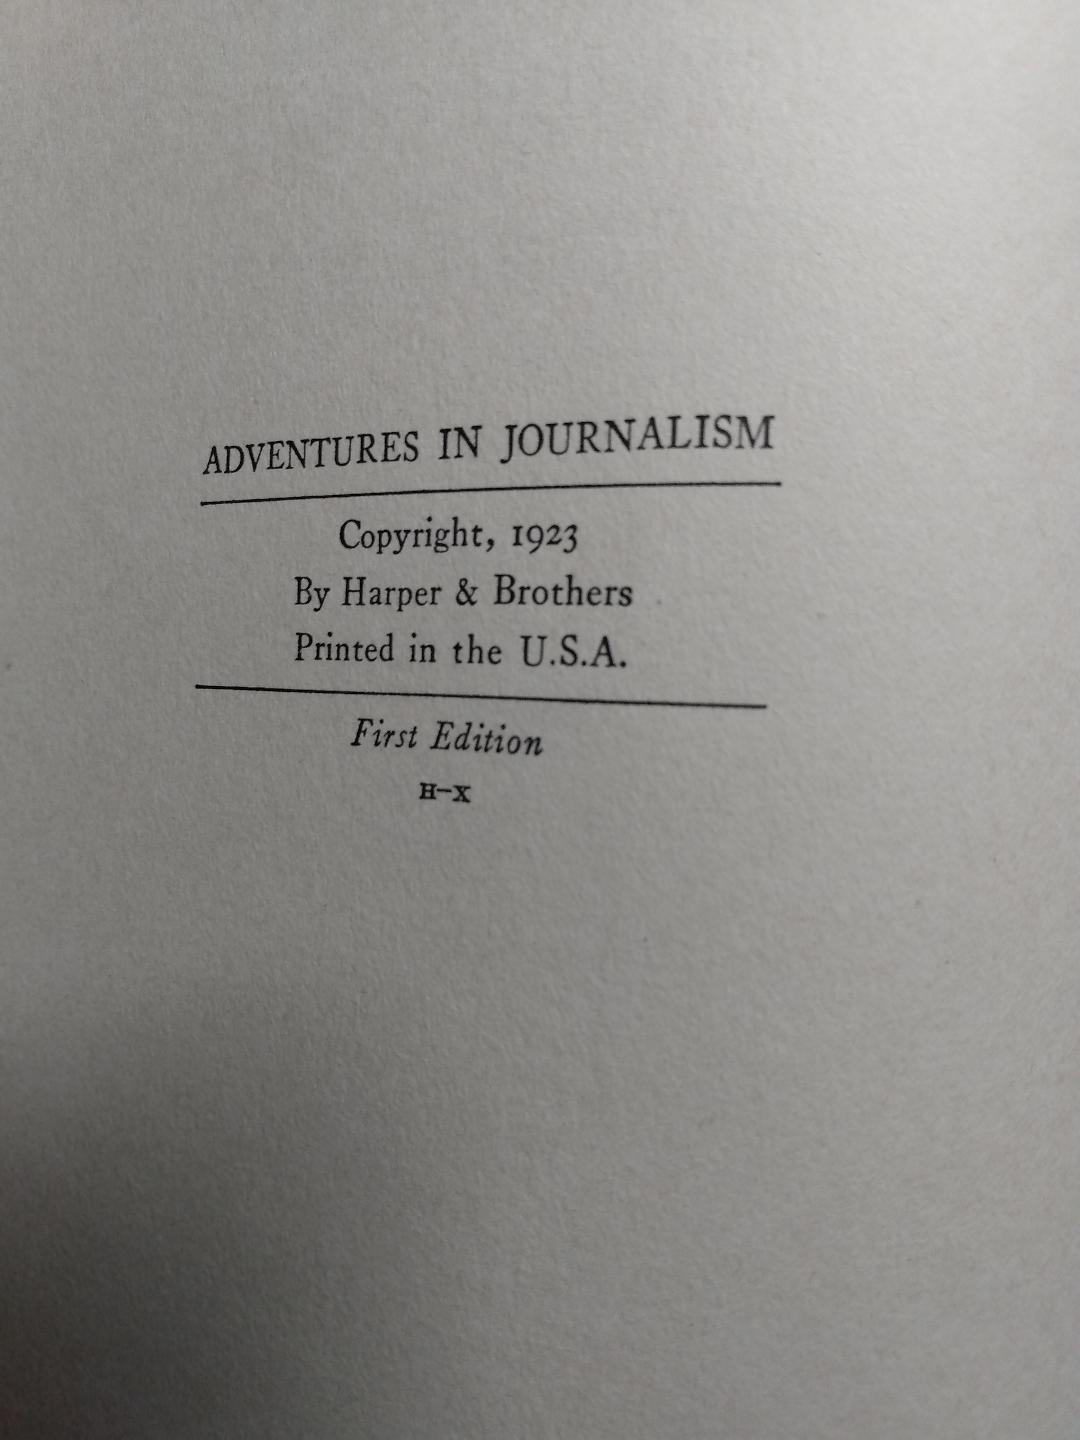 ADVENTURES IN JOURNALISM
Copyright, 1923
By Harper & Brothers
Printed in the U.S.A.
First Edition
H-X